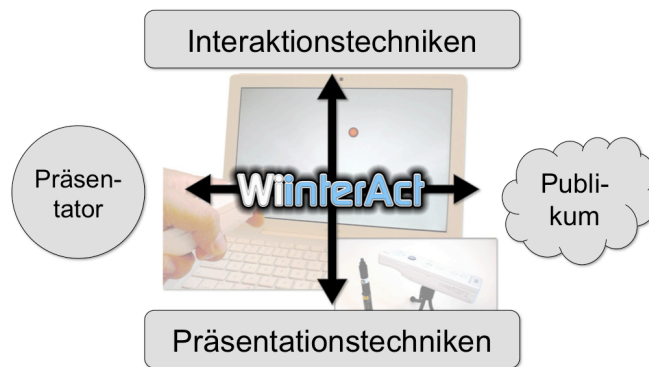 Interaktionstechniken
Präsen-
tator
WiinterAct
Publi-
kum
Präsentationstechniken